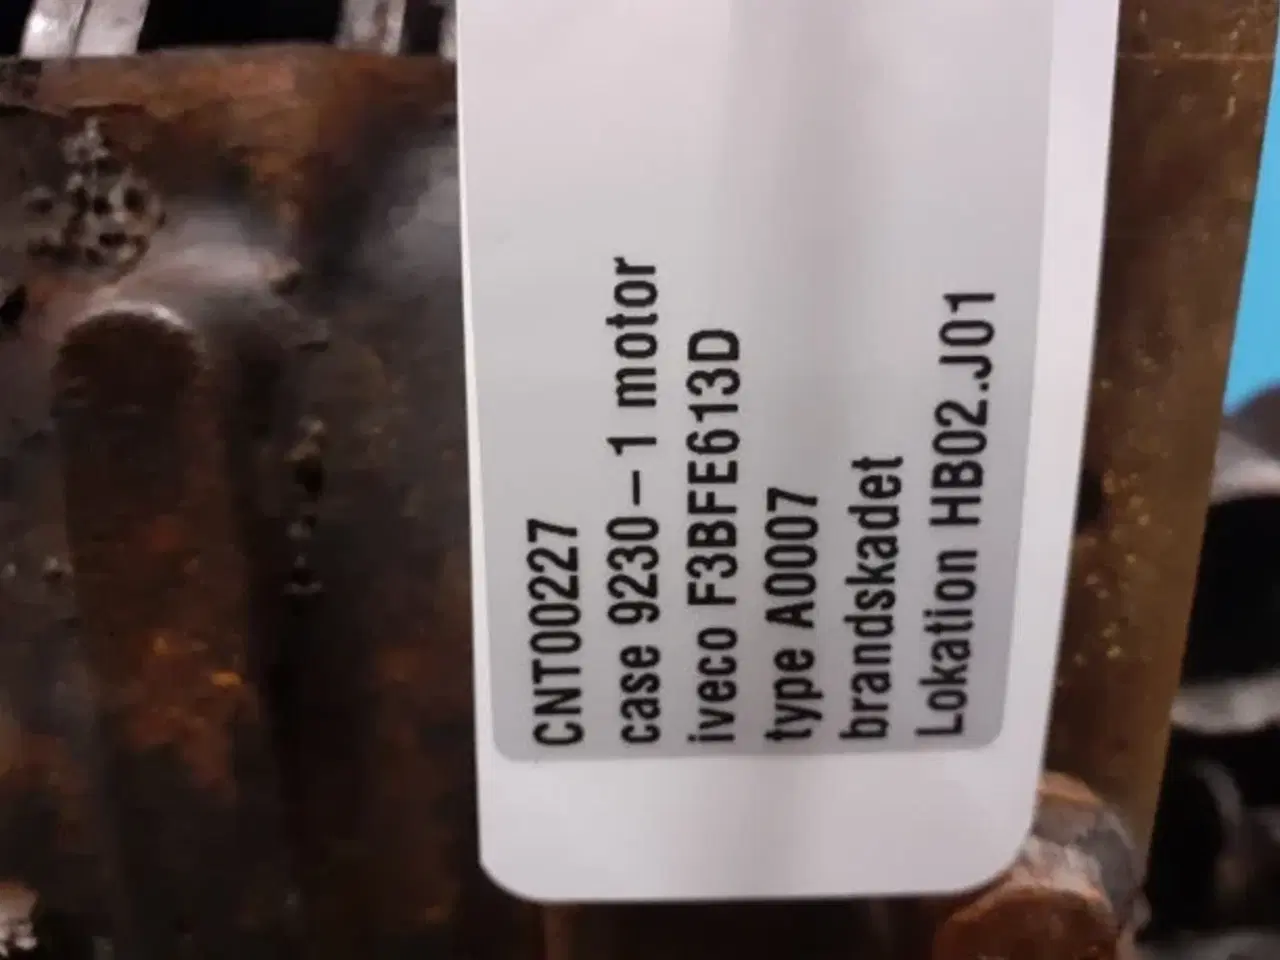 CNT00227
case 9230-1 motor
iveco F3BFE613D
type A0007
brandskadet
Lokation HB02.J01